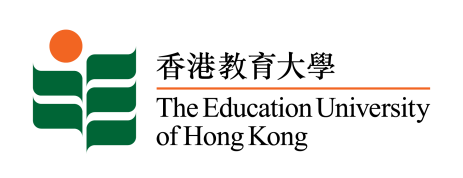 香港教育大學
The Education University
of Hong Kong